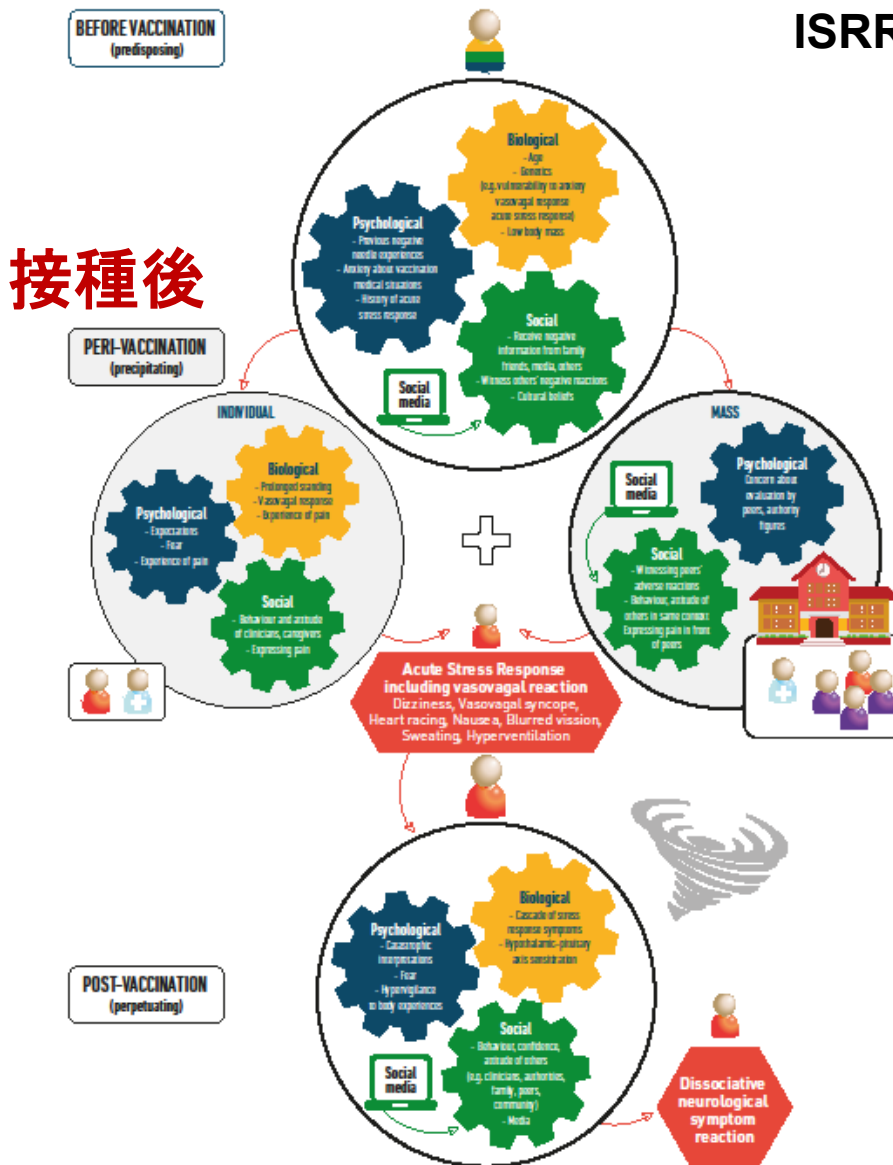 BEFORE VACCINATION
(predisposing)
ISRR
Biological
- Age
- Genetics
(e.g. vulnerability to anxiety
vasovagal response
acute stress response)
- Low body mass
Psychological
- Previous negative
needle experiences
- Anxiety about vaccination
medical situations
- History of acute
stress response
Social
- Receive negative
information from family
friends, media, others
- Witness others' negative reactions
- Cultural beliefs
Social
media
接種後
PERI-VACCINATION
(precipitating)
INDIVIDUAL
Biological
- Prolonged standing
- Vasovagal response
- Experience of pain
Psychological
- Expectations
- Fear
- Experience of pain
Social
- Behaviour and attitude
of clinicians, caregivers
- Expressing pain
MASS
Psychological
Concern about
evaluation by
peers, authority
figures
Social
media
Social
- Witnessing peers'
adverse reactions
- Behaviour, attitude of
others in same context
Expressing pain in front
of peers
Acute Stress Response
including vasovagal reaction
Dizziness, Vasovagal syncope,
Heart racing, Nausea, Blurred vission,
Sweating, Hyperventilation
POST-VACCINATION
(perpetuating)
Biological
- Cascade of stress
response symptoms
- Hypothalamic-pituitary
axis sensitization
Psychological
- Catastrophic
interpretations
- Fear
- Hypervigilance
to body experiences
Social
- Behaviour, confidence,
attitude of others
(e.g. clinicians, authorities,
family, peers,
community)
- Media
Social
media
Dissociative
neurological
symptom
reaction